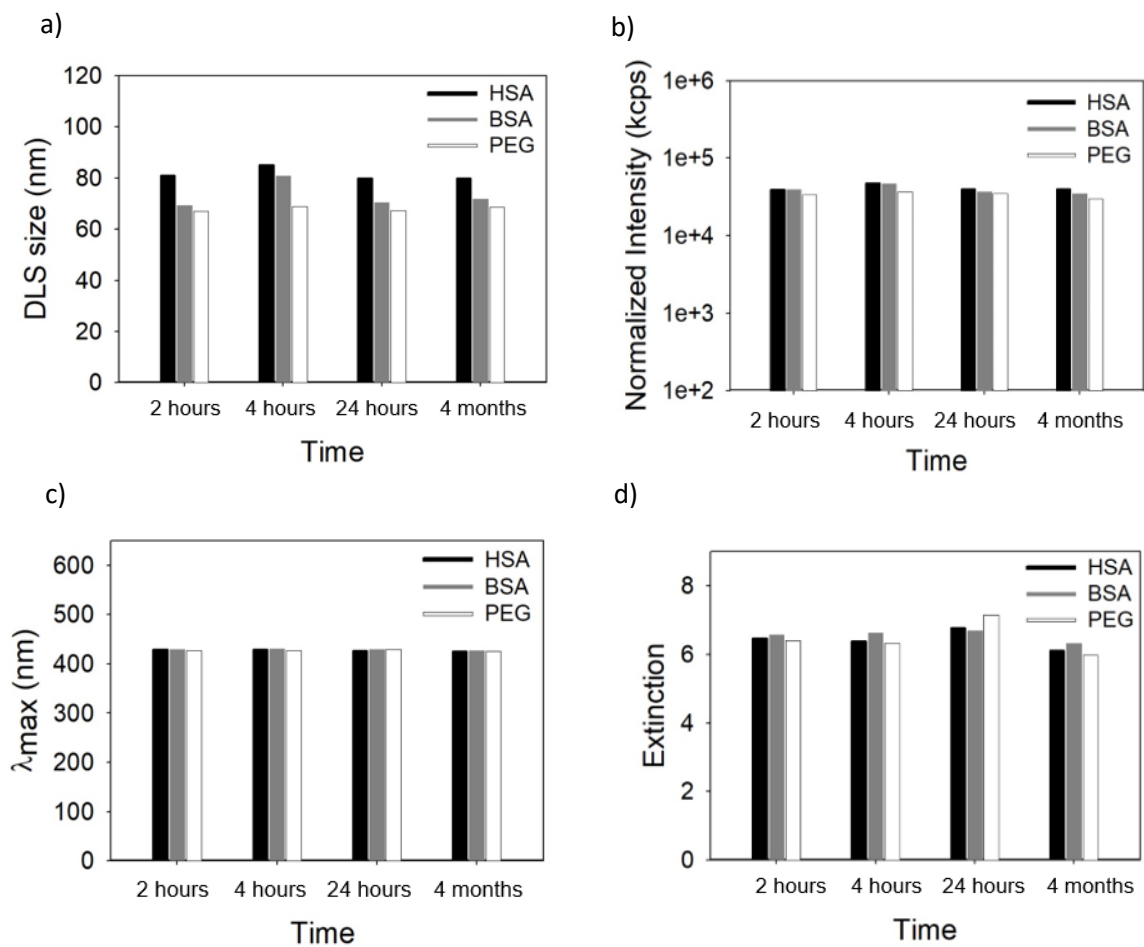 a)
DLS size (nm)
120
100
80
60
40
20
0
HSA
BSA
PEG
2 hours 4 hours 24 hours 4 months
Time
b)
Normalized Intensity (kcps)
1e+6
1e+5
1e+4
1e+3
1e+2
HSA
BSA
PEG
2 hours 4 hours 24 hours 4 months
Time
c)
λmax (nm)
600
500
400
300
200
100
0
HSA
BSA
PEG
2 hours 4 hours 24 hours 4 months
Time
d)
Extinction
8
6
4
2
0
HSA
BSA
PEG
2 hours 4 hours 24 hours 4 months
Time